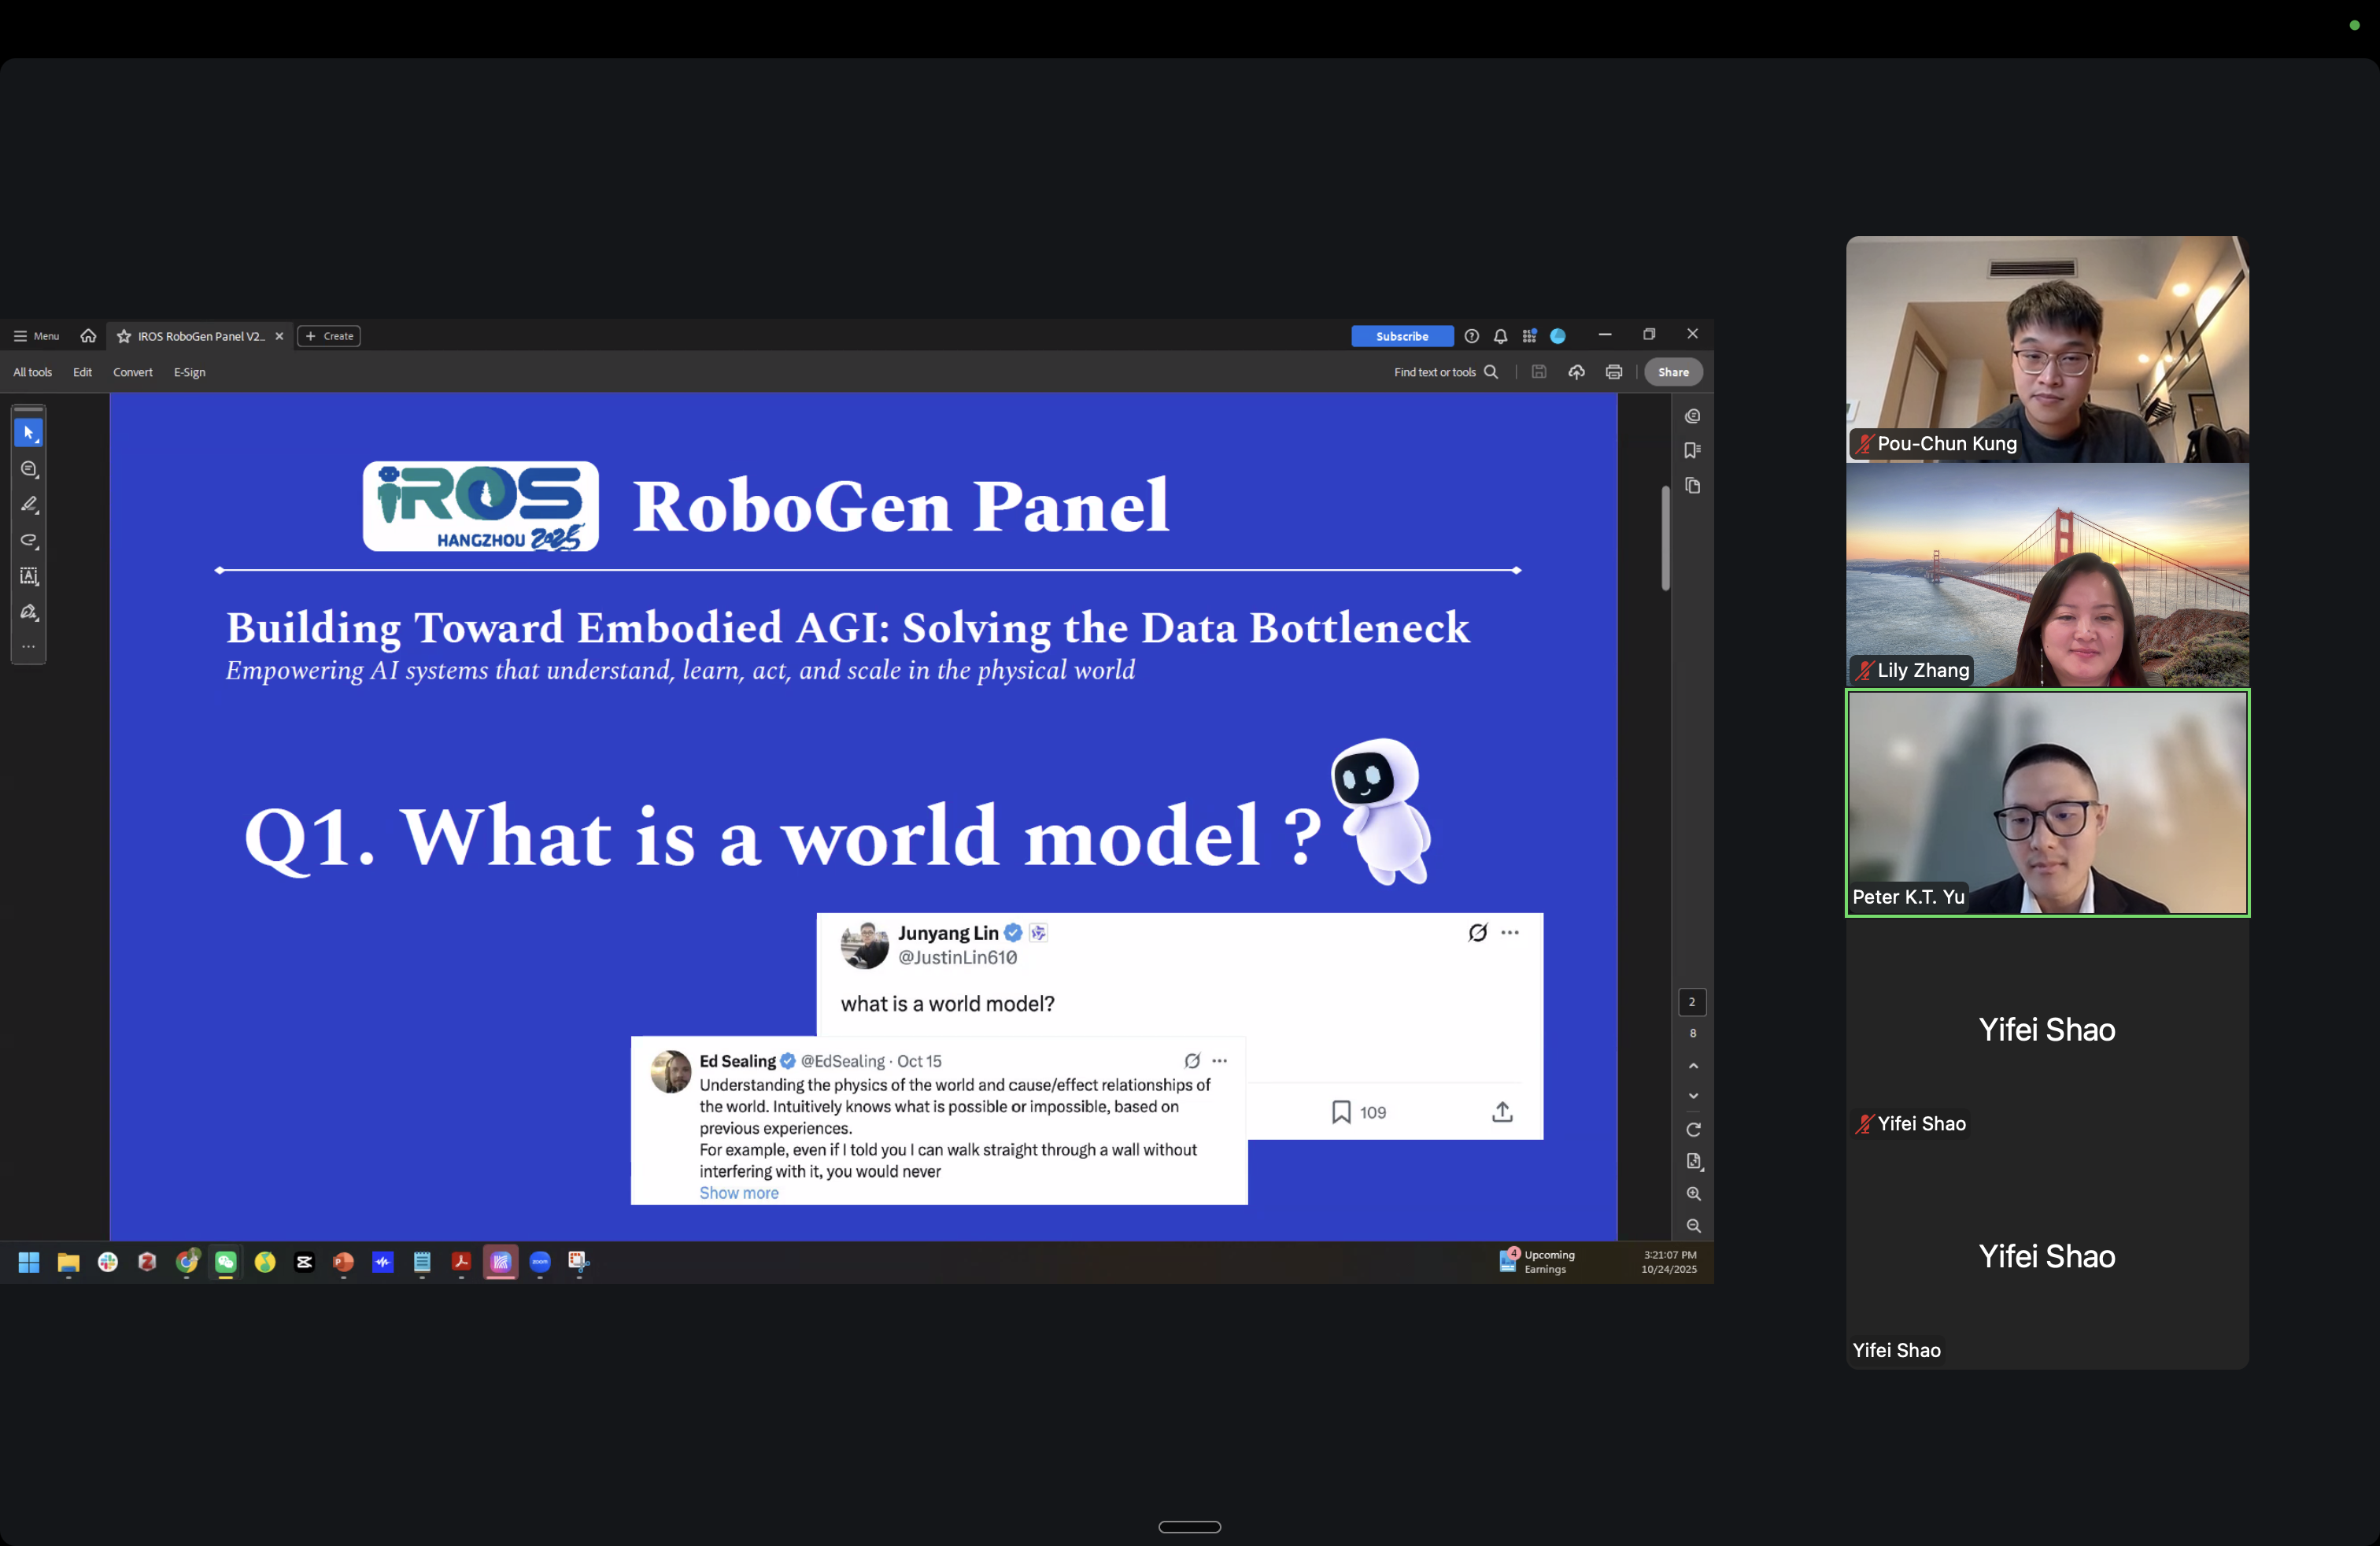 Menu
IROS RoboGen Panel V2...
Create
Subscribe
All tools
Edit
Convert
E-Sign
Find text or tools
Share
iROS
HANGZHOU 2025
RoboGen Panel
Building Toward Embodied AGI: Solving the Data Bottleneck
Empowering AI systems that understand, learn, act, and scale in the physical world
Q1. What is a world model ?
Junyang Lin
@JustinLin610
what is a world model?
109
Ed Sealing @EdSealing · Oct 15
Understanding the physics of the world and cause/effect relationships of
the world. Intuitively knows what is possible or impossible, based on
previous experiences.
For example, even if I told you I can walk straight through a wall without
interfering with it, you would never
Show more
2
8
4
Upcoming
Earnings
3:21:07 PM
10/24/2025
zoom
Pou-Chun Kung
Lily Zhang
Peter K.T. Yu
Yifei Shao
Yifei Shao
Yifei Shao
Yifei Shao